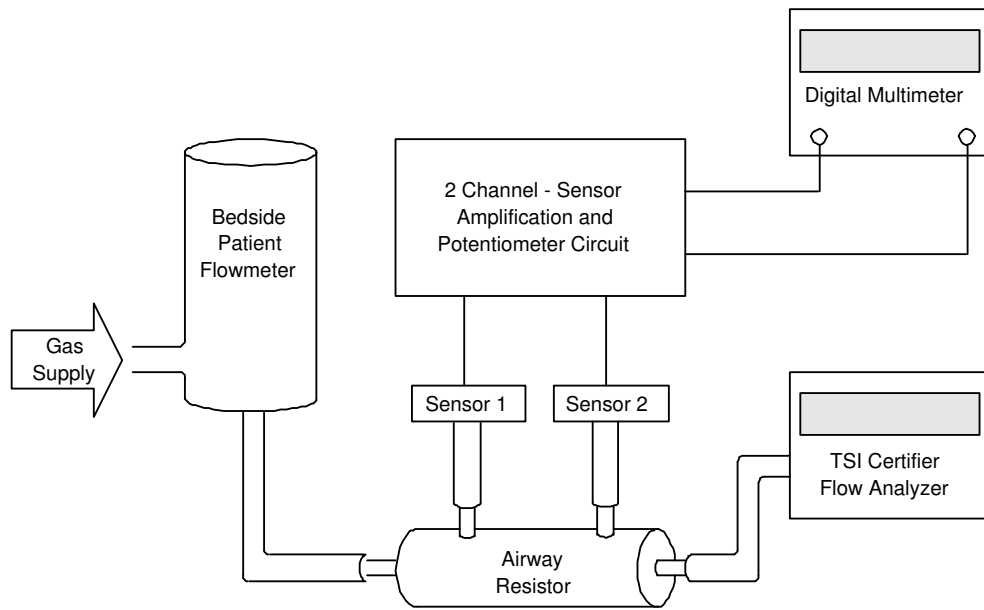 Digital Multimeter
2 Channel - Sensor
Amplification and
Potentiometer Circuit
Bedside
Patient
Flowmeter
Gas
Supply
Sensor 1
Sensor 2
TSI Certifier
Flow Analyzer
Airway
Resistor